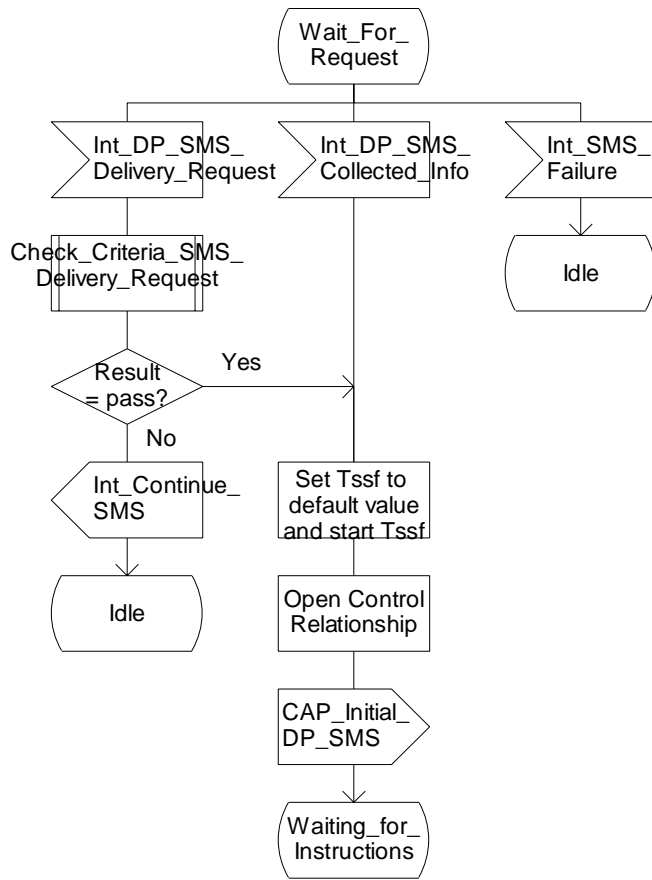 Wait_For_
Request
Int_DP_SMS_
Delivery_Request
Int_DP_SMS_
Collected_Info
Int_SMS_
Failure
Check_Criteria_SMS_
Delivery_Request
Idle
Result
= pass?
Yes
No
Int_Continue_
SMS
Set Tssf to
default value
and start Tssf
Idle
Open Control
Relationship
CAP_Initial_
DP_SMS
Waiting_for_
Instructions